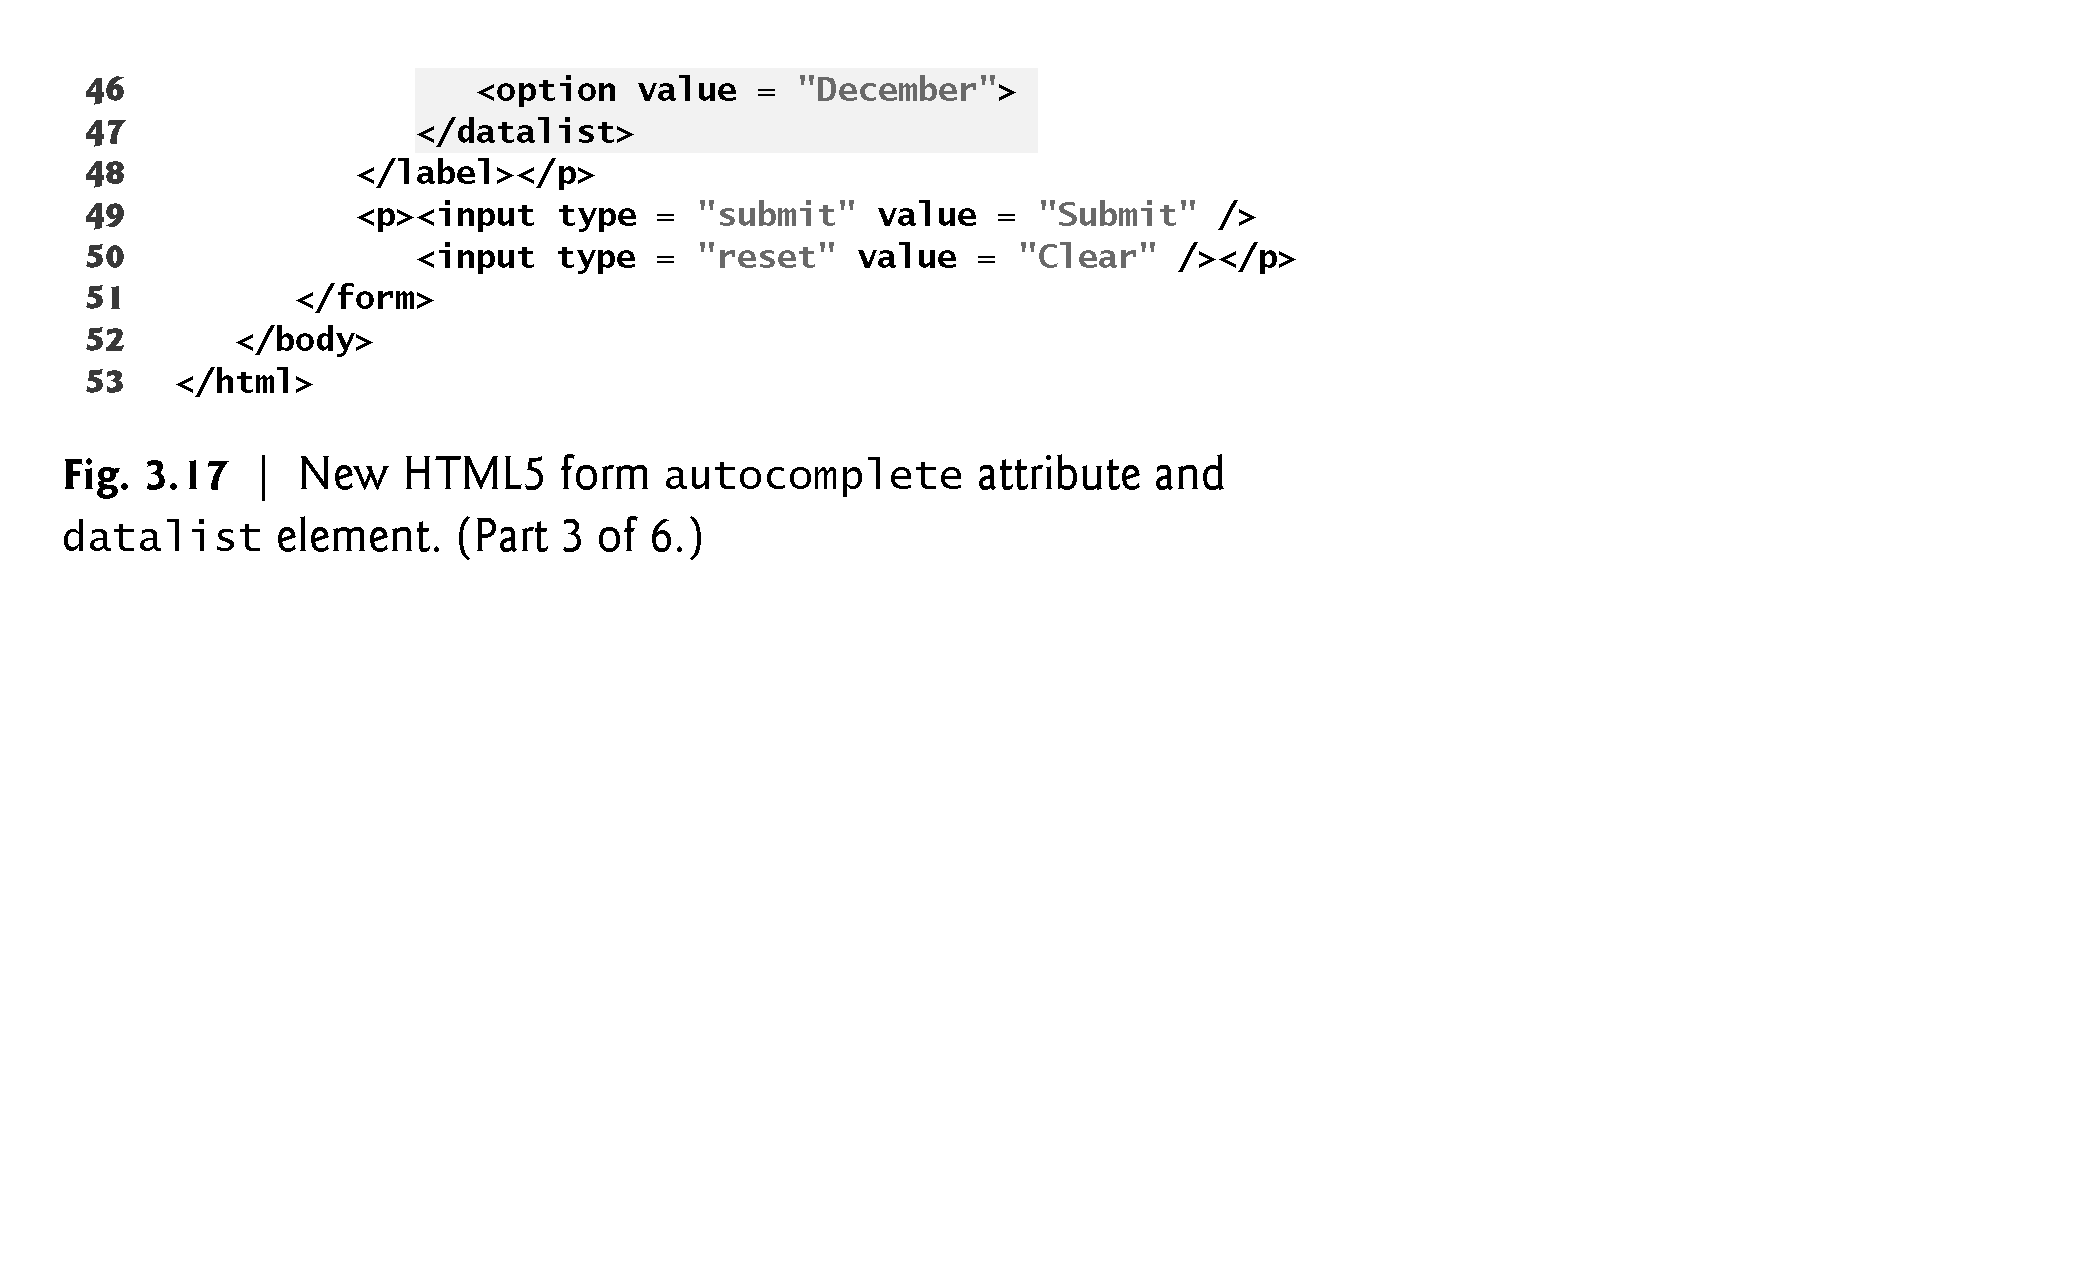 46 <option value = "December">
47 </datalist>
48 </label></p>
49 <p><input type = "submit" value = "Submit" />
50 <input type = "reset" value = "Clear" /></p>
51 </form>
52 </body>
53 </html>
Fig. 3.17 | New HTML5 form autocomplete attribute and
datalist element. (Part 3 of 6.)